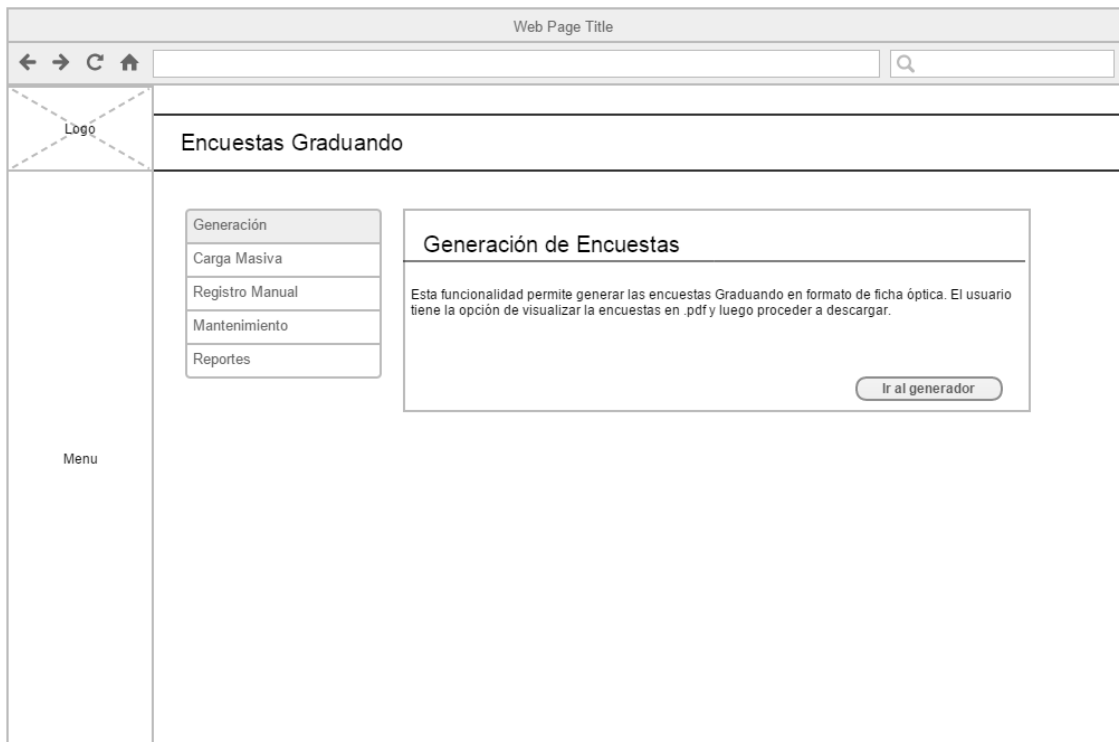 Web Page Title
Logo
Encuestas Graduando
Generación
Carga Masiva
Registro Manual
Mantenimiento
Reportes
Generación de Encuestas
Esta funcionalidad permite generar las encuestas Graduando en formato de ficha óptica. El usuario
tiene la opción de visualizar la encuestas en .pdf y luego proceder a descargar.
Ir al generador
Menu